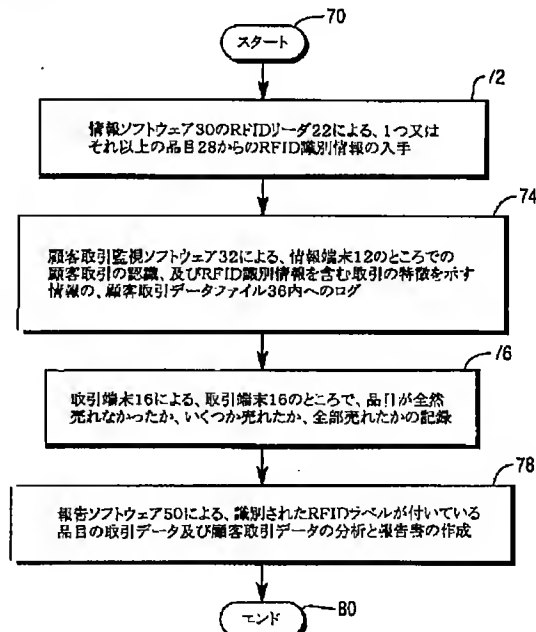 70
スタート
72
情報ソフトウェア30のRFIDリーダ22による、1つ又は
それ以上の品目28からのRFID識別情報の入手
74
顧客取引監視ソフトウェア32による、情報端末12のところでの
顧客取引の認識、及びRFID識別情報を含む取引の特徴を示す
情報の、顧客取引データファイル36内へのログ
76
取引端末16による、取引端末16のところで、品目が全然
売れなかったか、いくつか売れたか、全部売れたかの記録
78
報告ソフトウェア50による、識別されたRFIDラベルが付いている
品目の取引データ及び顧客取引データの分析と報告書の作成
エンド
80